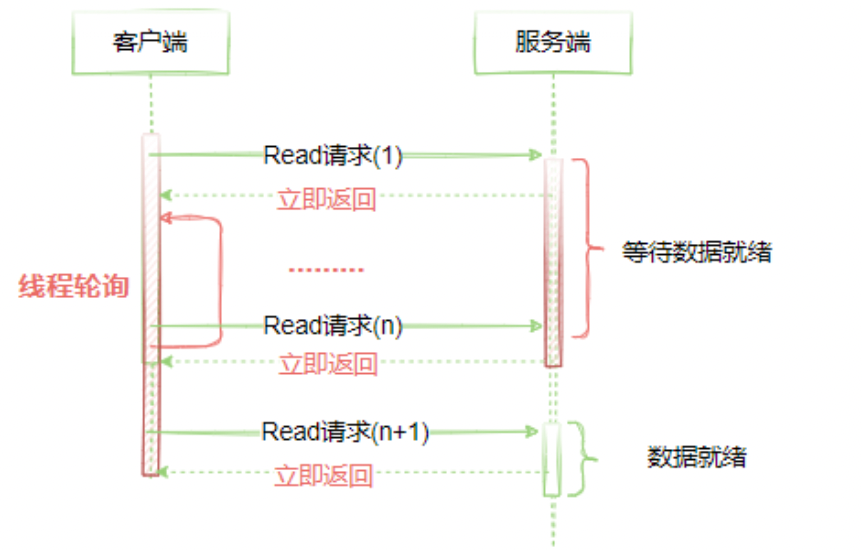 客户端
服务端
Read请求(1)
立即返回
等待数据就绪
线程轮询
.........
Read请求(n)
立即返回
Read请求(n+1)
数据就绪
立即返回